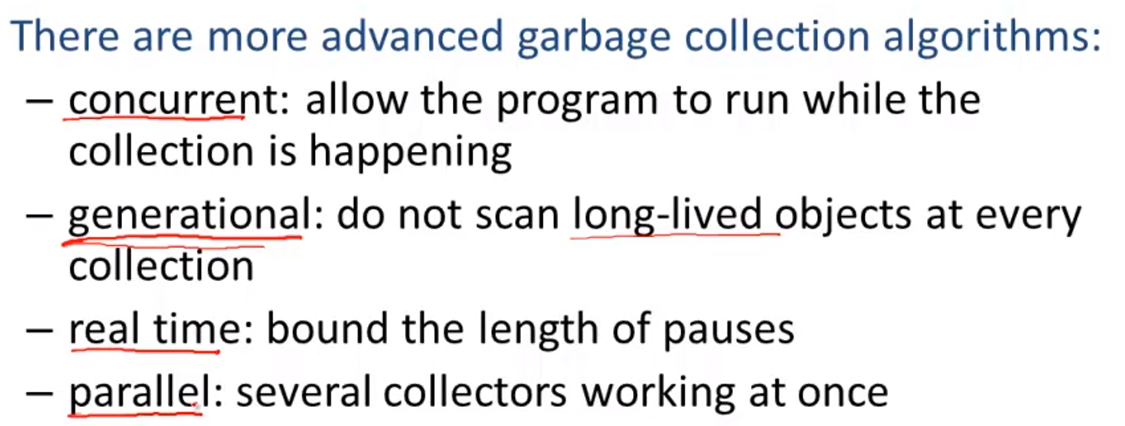 There are more advanced garbage collection algorithms:
– concurrent: allow the program to run while the
collection is happening
– generational: do not scan long-lived objects at every
collection
– real time: bound the length of pauses
– parallel: several collectors working at once